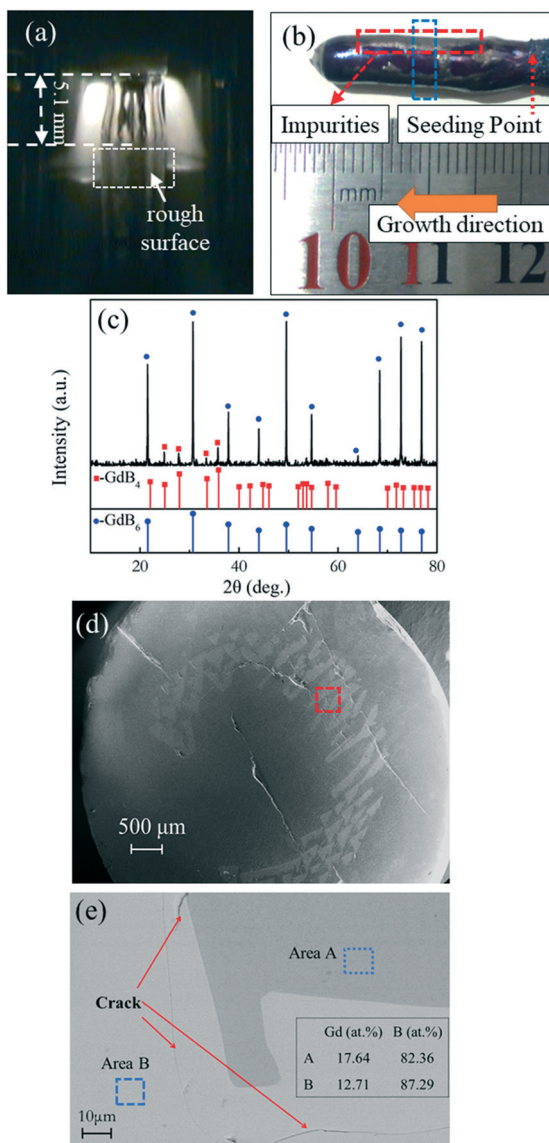 (a)
5.1 mm
rough
surface
(b)
Impurities
Seeding Point
mm
Growth direction
10
11
12
(c)
Intensity (a.u.)
-GdB4
-GdB6
20
40
60
80
2θ (deg.)
(d)
500 μm
(e)
Area A
Crack
Gd (at.%) B (at.%)
A 17.64 82.36
B 12.71 87.29
Area B
10μm